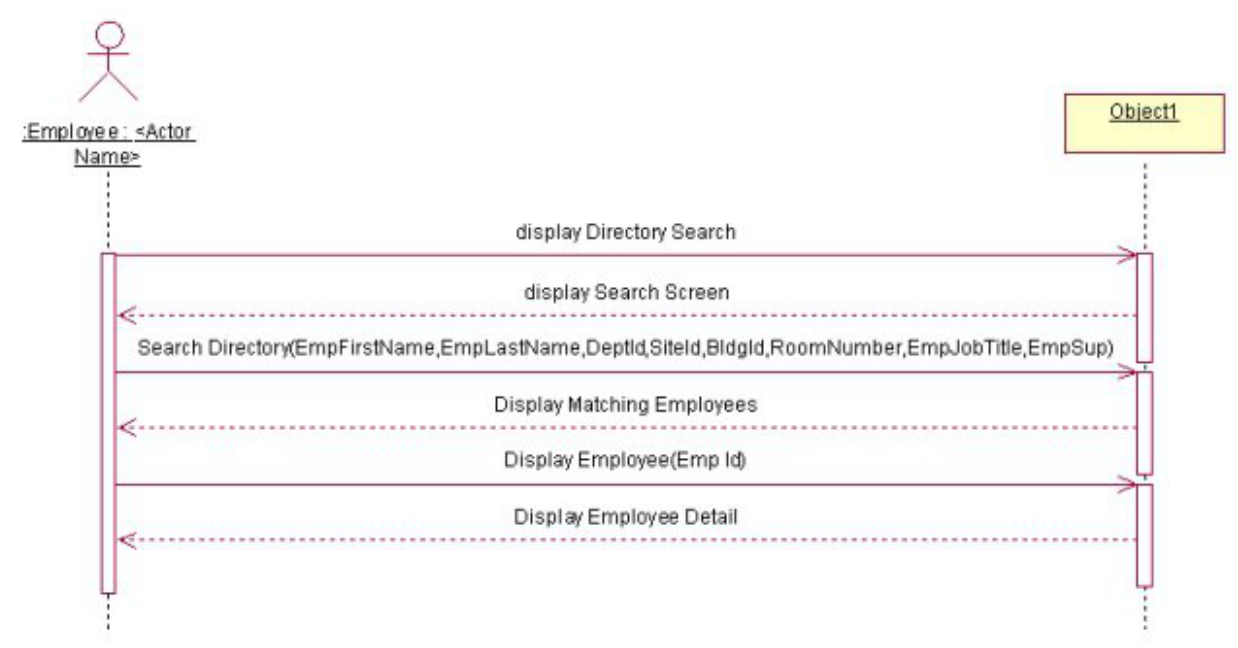 :Employee : <Actor
Name>
Object1
display Directory Search
display Search Screen
Search Directory(EmpFirstName,EmpLastName,DeptId,SiteId,BldgId,RoomNumber,EmpJobTitle,EmpSup)
Display Matching Employees
Display Employee(Emp Id)
Display Employee Detail